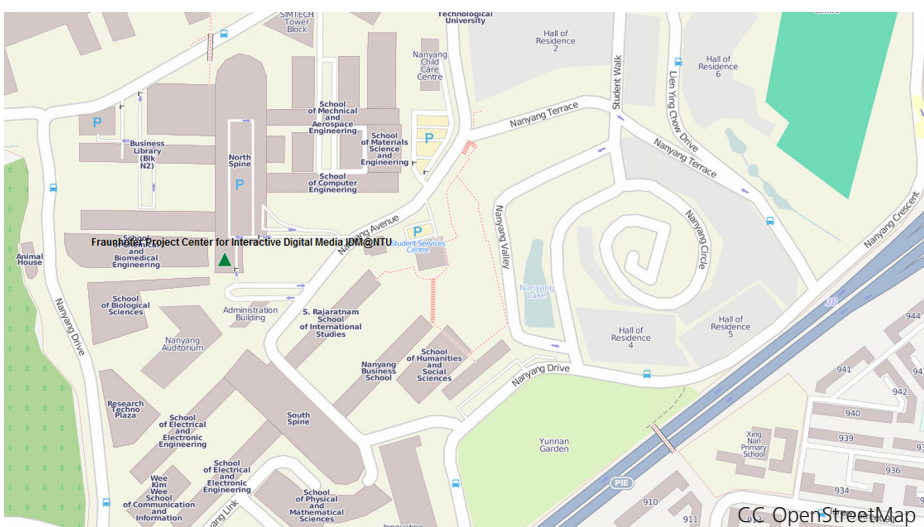 SIMTECH
Tower
Block
Technological
University
Hall of
Residence
2
Nanyang
Child
Care
Centre
Student Walk
Lien Ying Chow Drive
Hall of
Residence
6
School
of Mechnical
and
Aerospace
Engineering
Nanyang Terrace
P
P
Business
Library
(Blk
N2)
North
Spine
P
School
of Materials
Science
and
Engineering
School
of Computer
Engineering
Nanyang Terrace
Nanyang Avenue
P
Student Services
Centre
Nanyang Valley
Nanyang Circle
Nanyang Crescent
Fraunhofer Project Center for Interactive Digital Media IDM@NTU
School
and
Biomedical
Engineering
Animal
House
Nanyang Drive
School
of Biological
Sciences
Administration
Building
S. Rajaratnam
School
of International
Studies
Nanyang
Lake
Nanyang
Auditorium
Nanyang
Business
School
School
of Humanities
and
Social
Sciences
Hall of
Residence
4
Hall of
Residence
5
944
Nanyang Drive
941
942
Research
Techno
Plaza
School
of Electrical
and
Electronic
Engineering
South
Spine
940
939
Yunnan
Garden
Xing
Nan
Primary
School
936
Wee
Kim
Wee
School
of Communication
and
Information
School
of Electrical
and
Electronic
Engineering
School
of Physical
and
Mathematical
Sciences
Nanyang Link
PIE
934
910
911
Innovation
CC OpenStreetMap